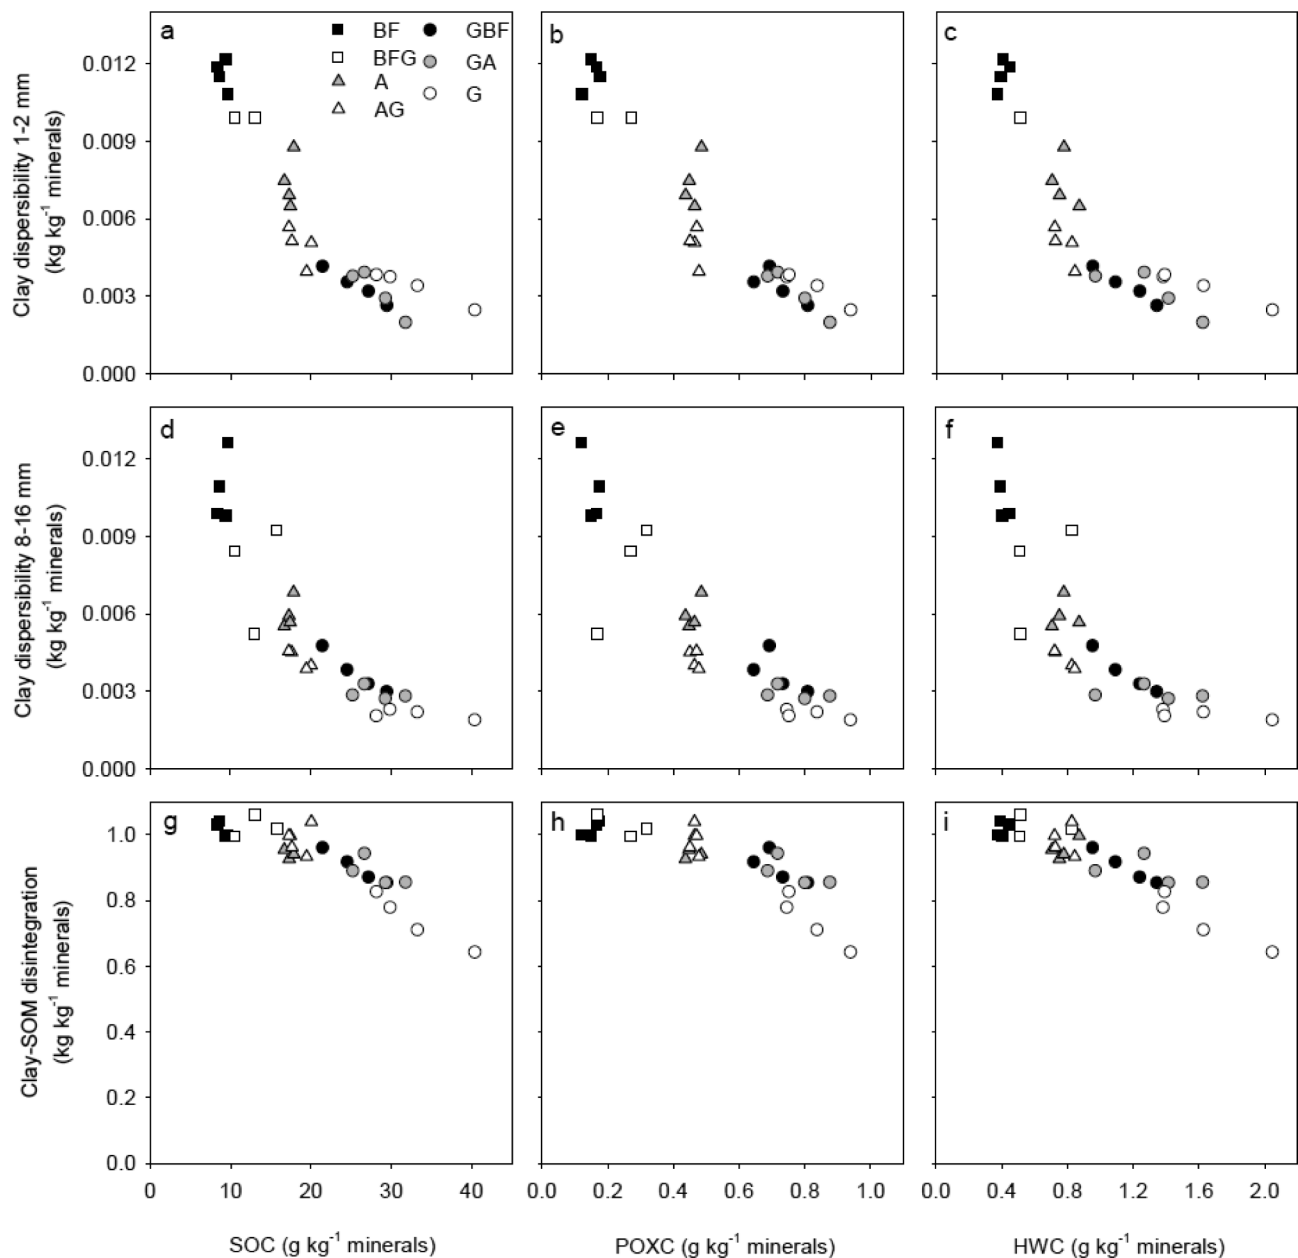 a
BF
GBF
BFG
GA
A
G
AG
b
c
0.012
0.009
0.006
0.003
0.000
Clay dispersibility 1-2 mm
(kg kg⁻¹ minerals)
d
e
f
0.012
0.009
0.006
0.003
0.000
Clay dispersibility 8-16 mm
(kg kg⁻¹ minerals)
g
h
i
1.0
0.8
0.6
0.4
0.2
0.0
Clay-SOM disintegration
(kg kg⁻¹ minerals)
0 10 20 30 40
0.0 0.2 0.4 0.6 0.8 1.0
0.0 0.4 0.8 1.2 1.6 2.0
SOC (g kg⁻¹ minerals)
POXC (g kg⁻¹ minerals)
HWC (g kg⁻¹ minerals)